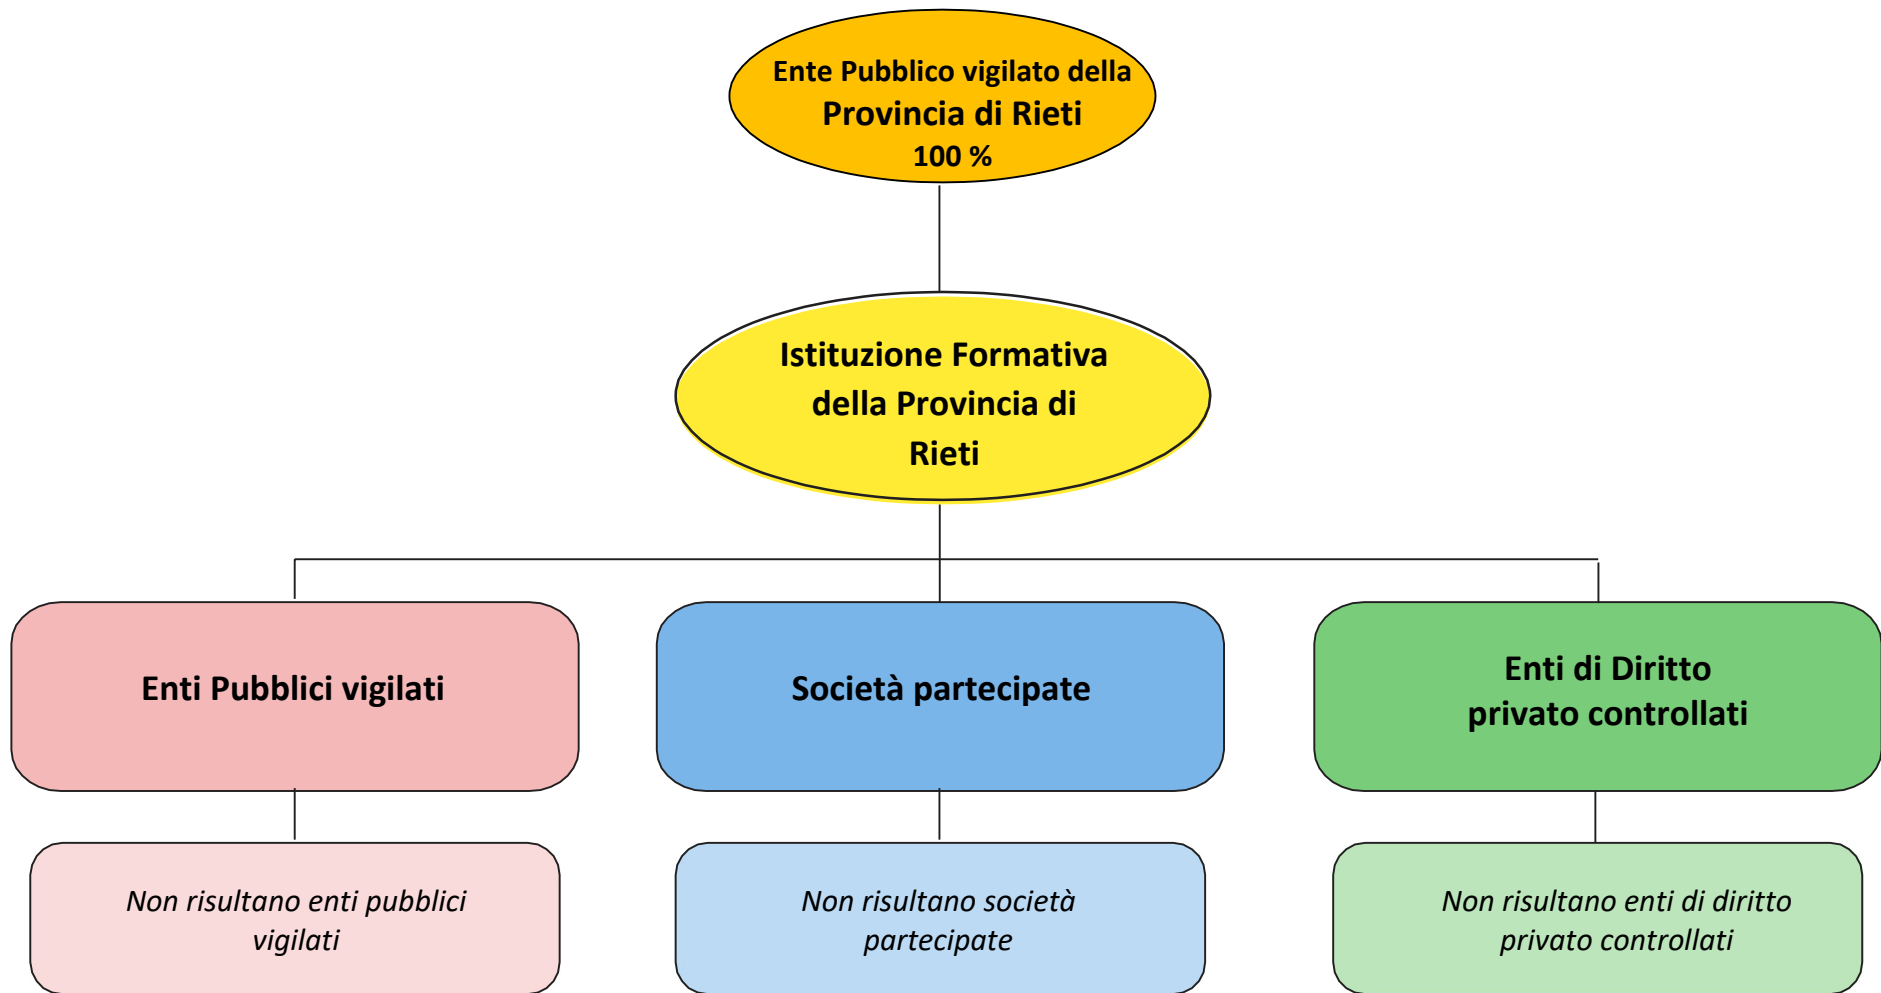 Ente Pubblico vigilato della
Provincia di Rieti
100 %
Istituzione Formativa
della Provincia di
Rieti
Enti Pubblici vigilati
Società partecipate
Enti di Diritto
privato controllati
Non risultano enti pubblici
vigilati
Non risultano società
partecipate
Non risultano enti di diritto
privato controllati